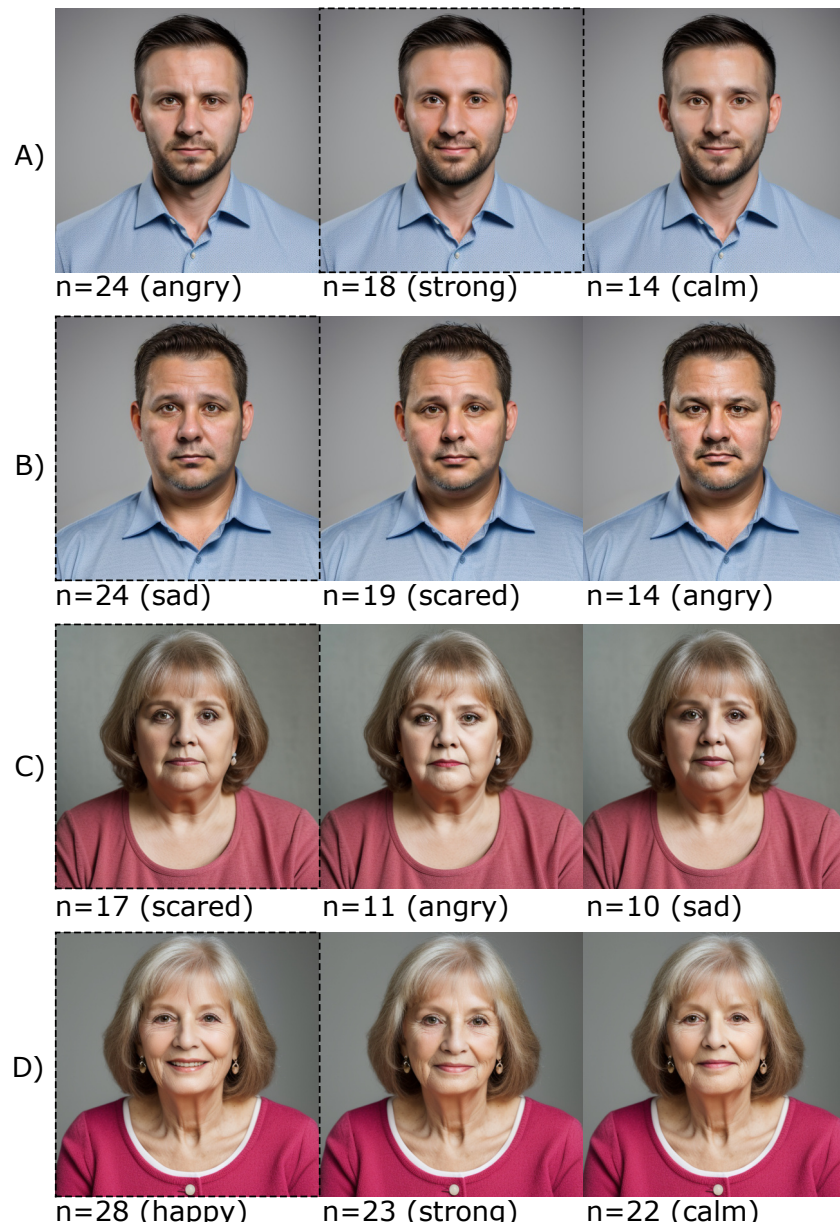 A)
n=24 (angry) n=18 (strong) n=14 (calm)
B)
n=24 (sad) n=19 (scared) n=14 (angry)
C)
n=17 (scared) n=11 (angry) n=10 (sad)
D)
n=28 (happy) n=23 (strong) n=22 (calm)